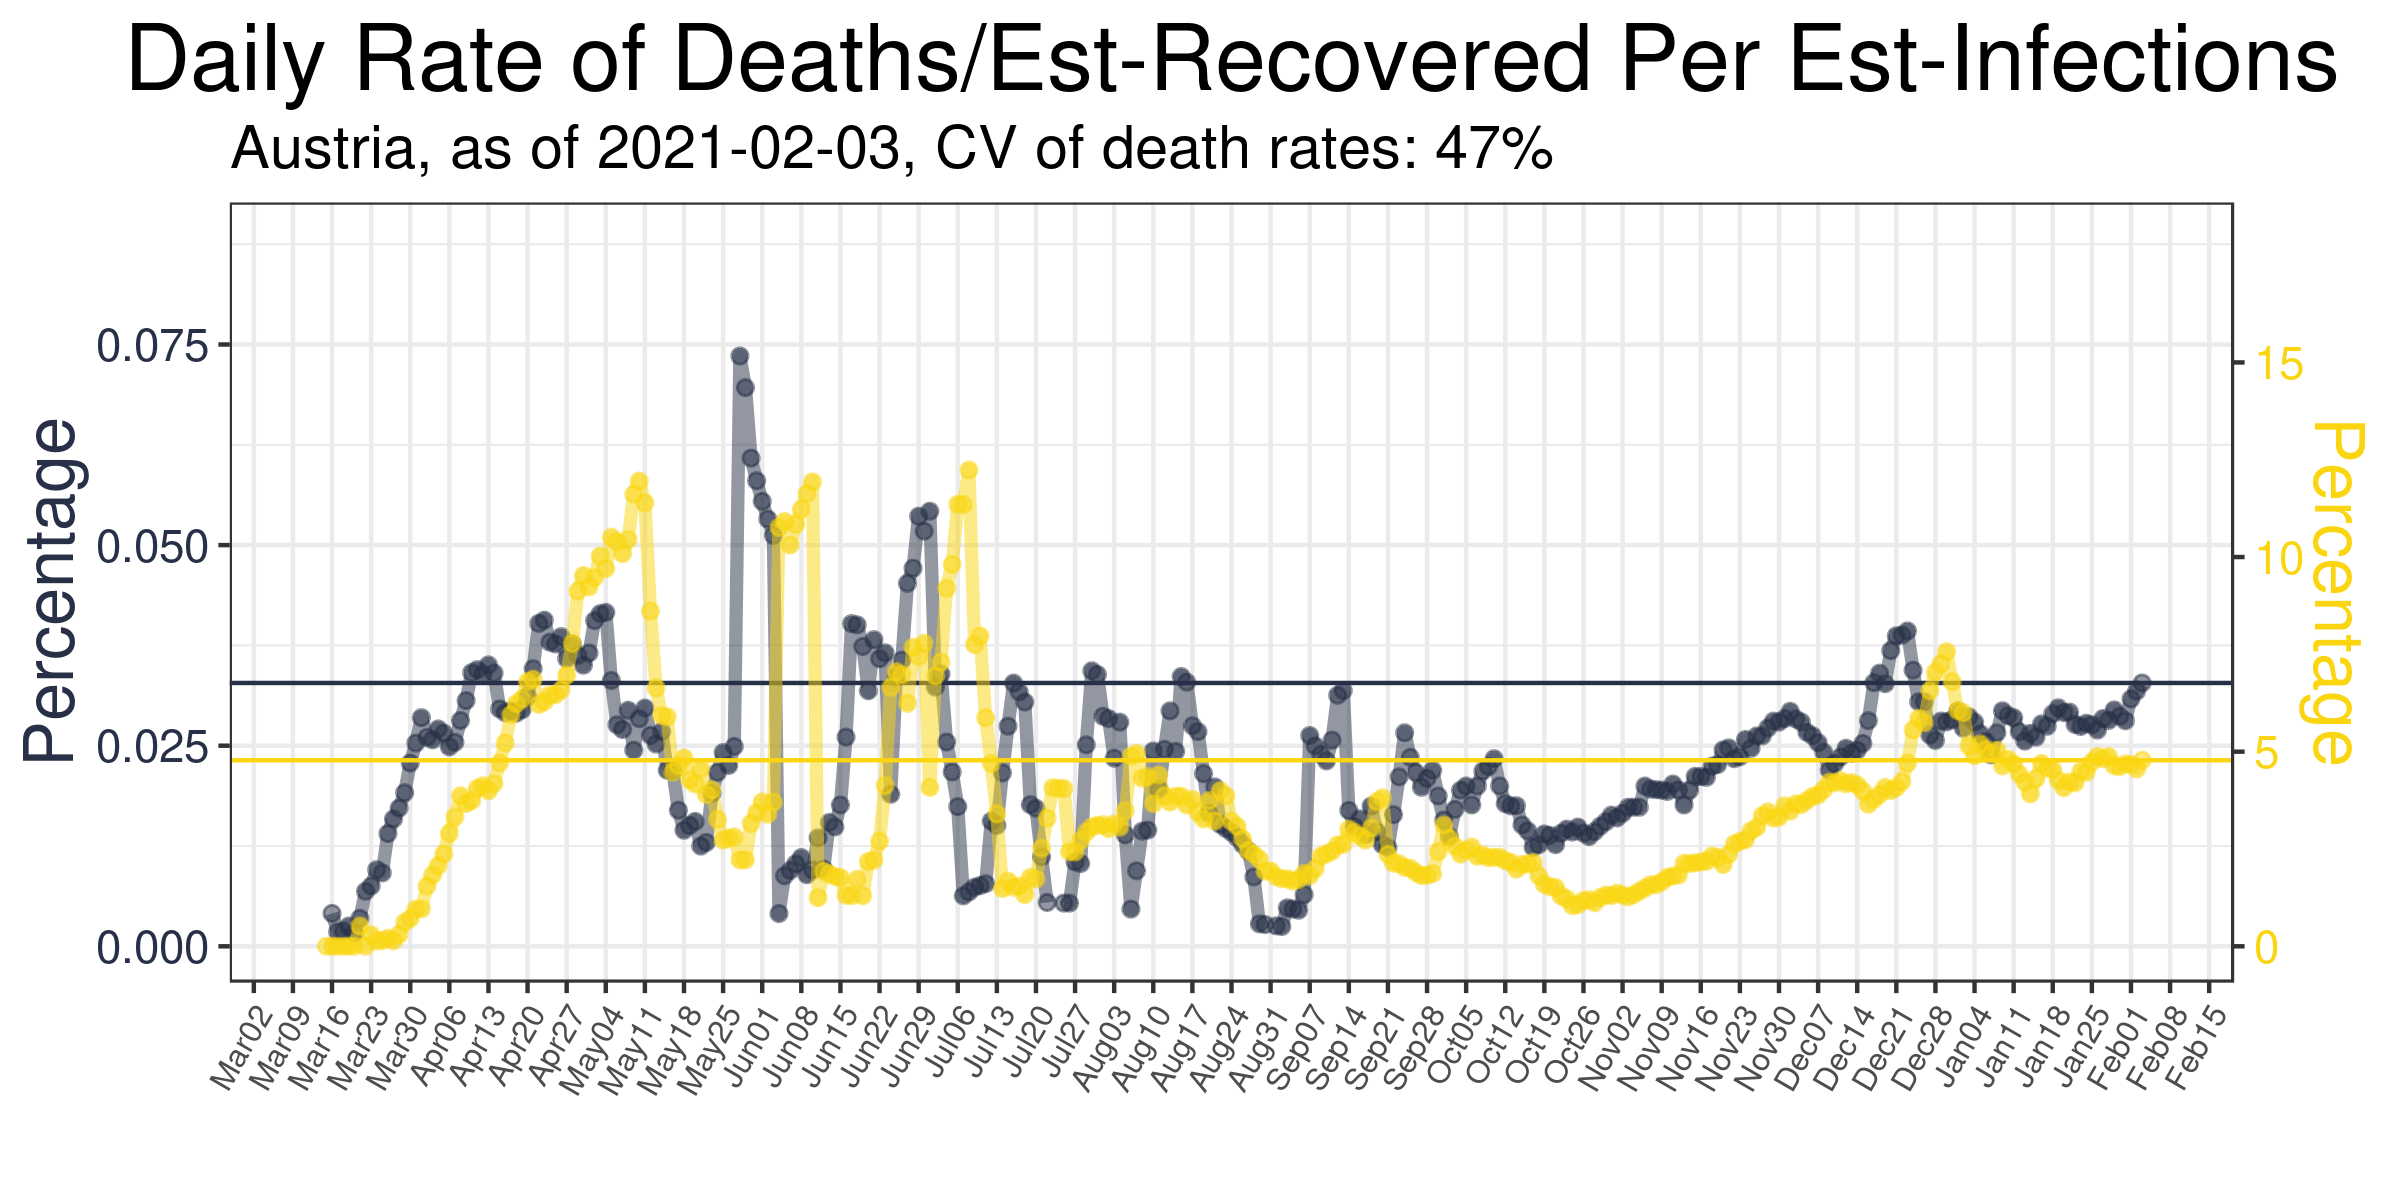 Daily Rate of Deaths/Est-Recovered Per Est-Infections
Austria, as of 2021-02-03, CV of death rates: 47%
Percentage
0.075
0.050
0.025
0.000
15
10
5
0
Percentage
Mar02
Mar09
Mar16
Mar23
Mar30
Apr06
Apr13
Apr20
Apr27
May04
May11
May18
May25
Jun01
Jun08
Jun15
Jun22
Jun29
Jul06
Jul13
Jul20
Jul27
Aug03
Aug10
Aug17
Aug24
Aug31
Sep07
Sep14
Sep21
Sep28
Oct05
Oct12
Oct19
Oct26
Nov02
Nov09
Nov16
Nov23
Nov30
Dec07
Dec14
Dec21
Dec28
Jan04
Jan11
Jan18
Jan25
Feb01
Feb08
Feb15